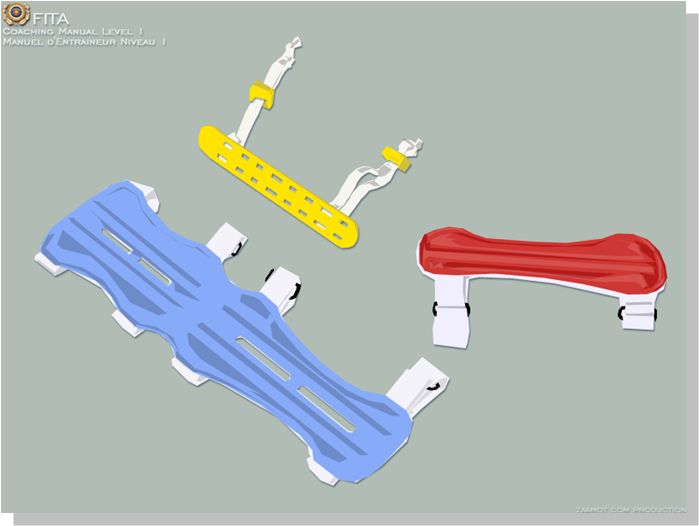 FITA
Coaching Manual Level 1
Manuel d'Entraineur Niveau 1
ZAAMOT.COM PRODUCTION